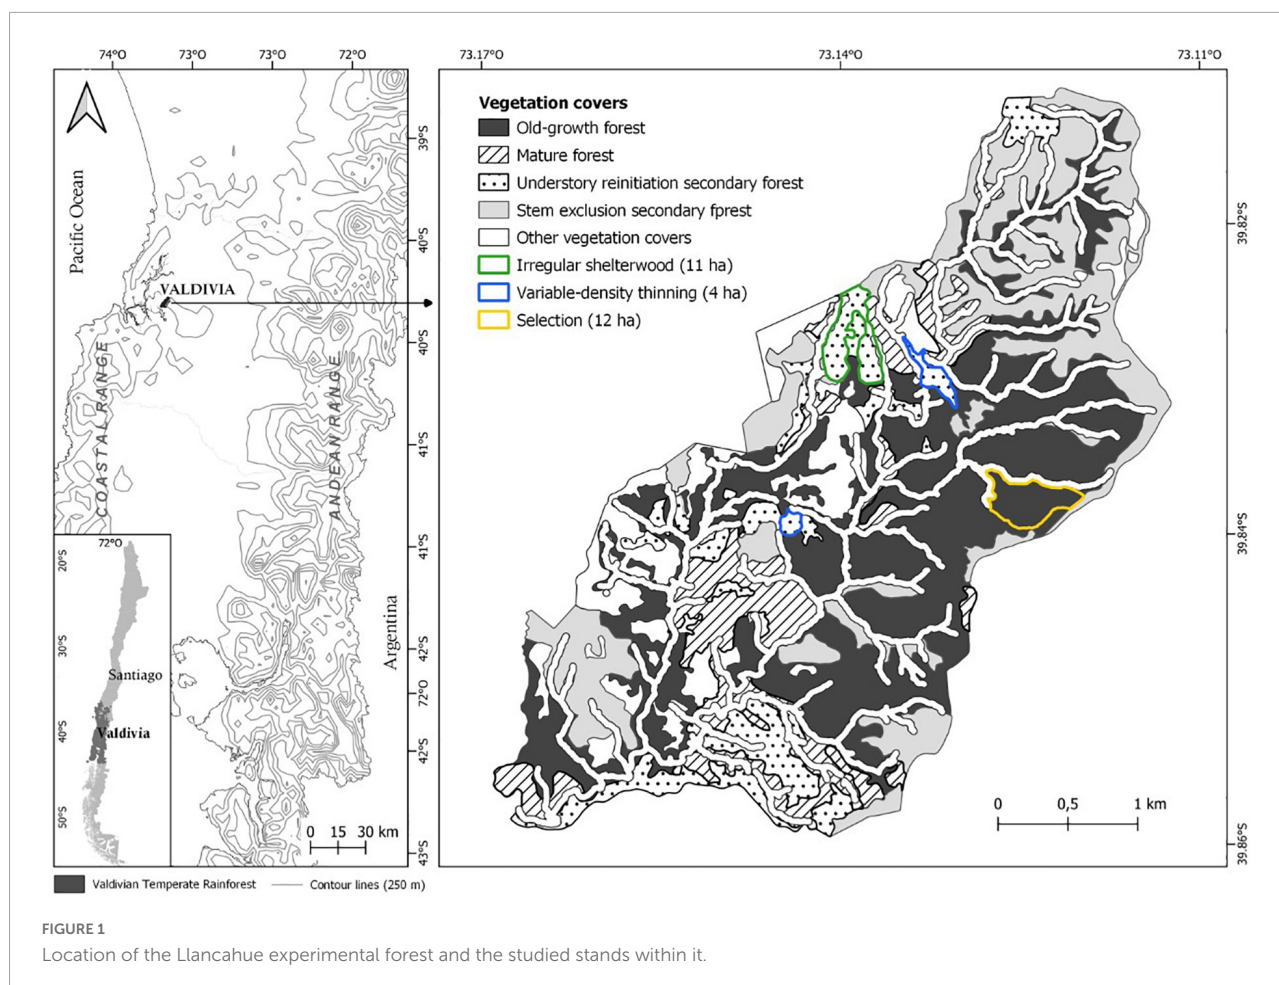 74°O 73°O 73°O 72°O
73.17°O 73.14°O 73.11°O
Pacific Ocean
VALDIVIA
COASTAL RANGE
ANDEAN RANGE
Argentina
39°S
40°S
40°S
41°S
41°S
42°S
72°O
42°S
43°S
72°O
20°S
30°S
40°S
50°S
Santiago
Valdivia
0 15 30 km
Valdivian Temperate Rainforest
Contour lines (250 m)
Vegetation covers
Old-growth forest
Mature forest
Understory reinitiation secondary forest
Stem exclusion secondary fprest
Other vegetation covers
Irregular shelterwood (11 ha)
Variable-density thinning (4 ha)
Selection (12 ha)
39.82°S
39.84°S
39.86°S
0 0,5 1 km
FIGURE 1
Location of the Llancahue experimental forest and the studied stands within it.